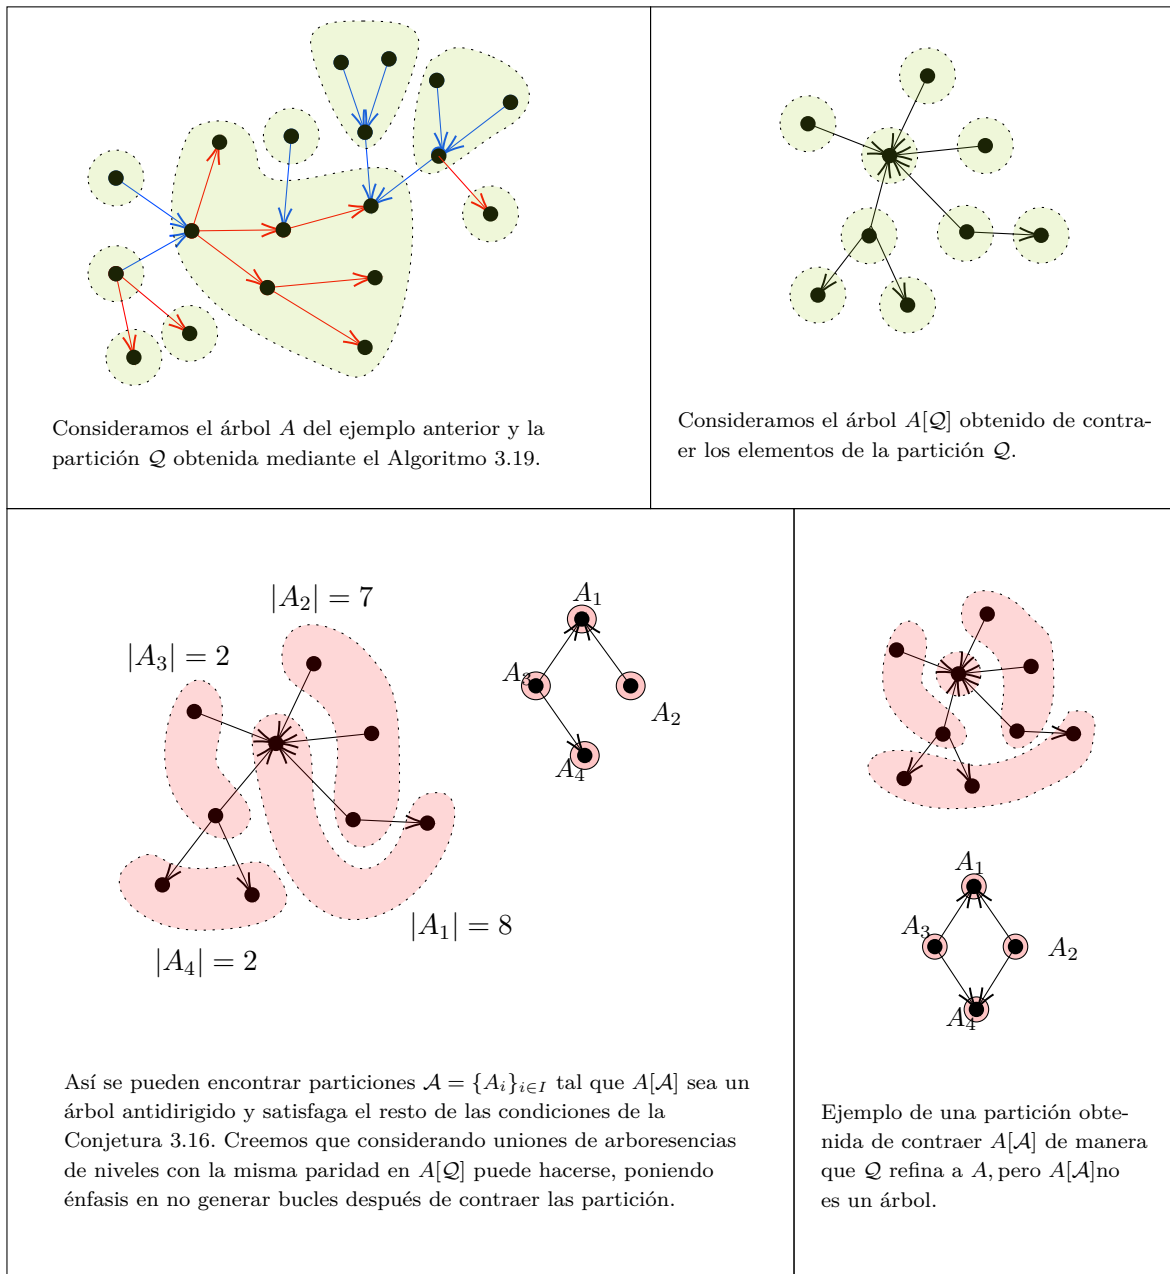 Consideramos el árbol A del ejemplo anterior y la
partición 𝒬 obtenida mediante el Algoritmo 3.19.
Consideramos el árbol A[𝒬] obtenido de contra-
er los elementos de la partición 𝒬.
|A₂| = 7
|A₃| = 2
|A₁| = 8
|A₄| = 2
A₁
A₃
A₂
A₄
Así se pueden encontrar particiones 𝒜 = {Aᵢ}ᵢ∈I tal que A[𝒜] sea un
árbol antidirigido y satisfaga el resto de las condiciones de la
Conjetura 3.16. Creemos que considerando uniones de arboresencias
de niveles con la misma paridad en A[𝒬] puede hacerse, poniendo
énfasis en no generar bucles después de contraer las partición.
A₁
A₃
A₂
A₄
Ejemplo de una partición obte-
nida de contraer A[𝒜] de manera
que 𝒬 refina a A, pero A[𝒜]no
es un árbol.